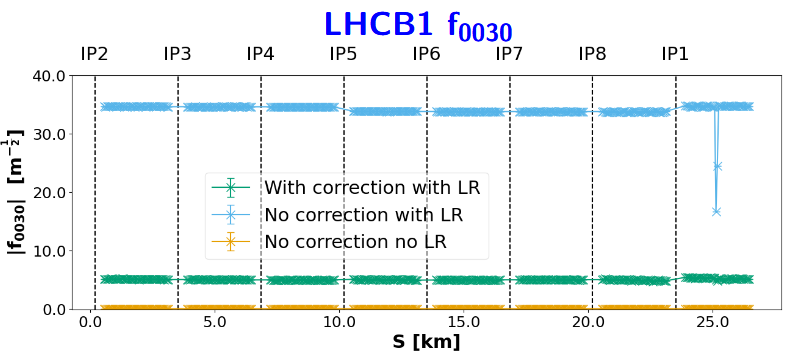 LHCB1 f0030
IP2 IP3 IP4 IP5 IP6 IP7 IP8 IP1
40.0
30.0
20.0
10.0
0.0
|f0030| [m^-1/2]
With correction with LR
No correction with LR
No correction no LR
0.0 5.0 10.0 15.0 20.0 25.0
S [km]